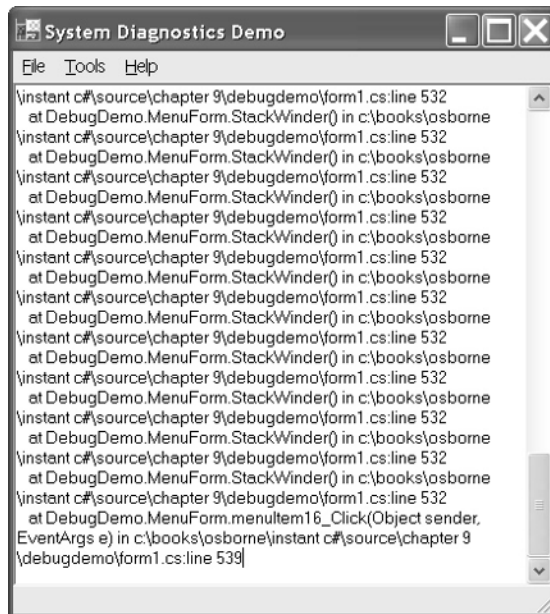 System Diagnostics Demo
File Tools Help
\instant c#\source\chapter 9\debugdemo\form1.cs:line 532
at DebugDemo.MenuForm.StackWinder() in c:\books\osborne
\instant c#\source\chapter 9\debugdemo\form1.cs:line 532
at DebugDemo.MenuForm.StackWinder() in c:\books\osborne
\instant c#\source\chapter 9\debugdemo\form1.cs:line 532
at DebugDemo.MenuForm.StackWinder() in c:\books\osborne
\instant c#\source\chapter 9\debugdemo\form1.cs:line 532
at DebugDemo.MenuForm.StackWinder() in c:\books\osborne
\instant c#\source\chapter 9\debugdemo\form1.cs:line 532
at DebugDemo.MenuForm.StackWinder() in c:\books\osborne
\instant c#\source\chapter 9\debugdemo\form1.cs:line 532
at DebugDemo.MenuForm.StackWinder() in c:\books\osborne
\instant c#\source\chapter 9\debugdemo\form1.cs:line 532
at DebugDemo.MenuForm.StackWinder() in c:\books\osborne
\instant c#\source\chapter 9\debugdemo\form1.cs:line 532
at DebugDemo.MenuForm.StackWinder() in c:\books\osborne
\instant c#\source\chapter 9\debugdemo\form1.cs:line 532
at DebugDemo.MenuForm.StackWinder() in c:\books\osborne
\instant c#\source\chapter 9\debugdemo\form1.cs:line 532
at DebugDemo.MenuForm.StackWinder() in c:\books\osborne
\instant c#\source\chapter 9\debugdemo\form1.cs:line 532
at DebugDemo.MenuForm.menuItem16_Click(Object sender,
EventArgs e) in c:\books\osborne\instant c#\source\chapter 9
\debugdemo\form1.cs:line 539